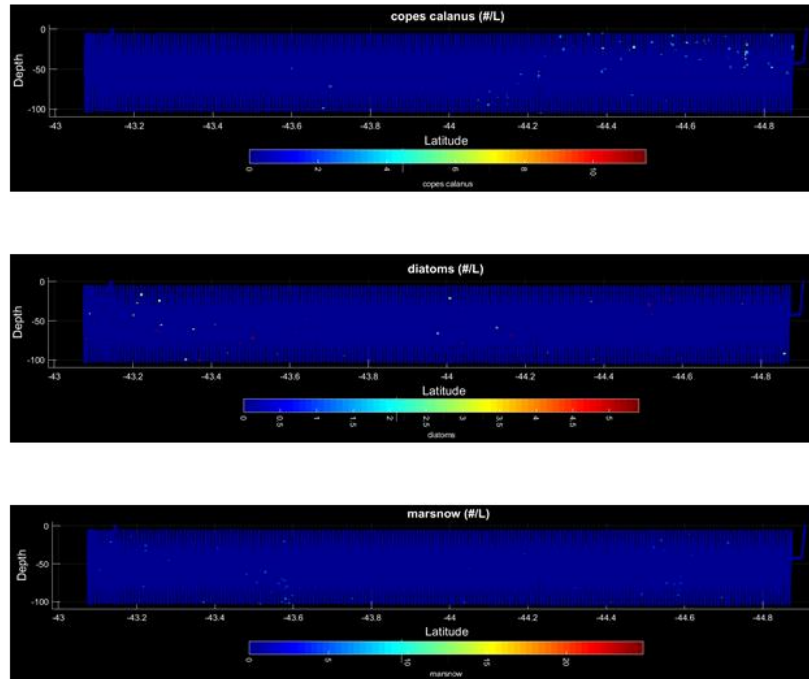 copes calanus (#/L)
0
-50
-100
Depth
-43 -43.2 -43.4 -43.6 -43.8 -44 -44.2 -44.4 -44.6 -44.8
Latitude
0 2 4 6 8 10
copes calanus
diatoms (#/L)
0
-50
-100
Depth
-43 -43.2 -43.4 -43.6 -43.8 -44 -44.2 -44.4 -44.6 -44.8
Latitude
0 0.5 1 1.5 2 2.5 3 3.5 4 4.5 5
diatoms
marsnow (#/L)
0
-50
-100
Depth
-43 -43.2 -43.4 -43.6 -43.8 -44 -44.2 -44.4 -44.6 -44.8
Latitude
0 5 10 15 20
marsnow